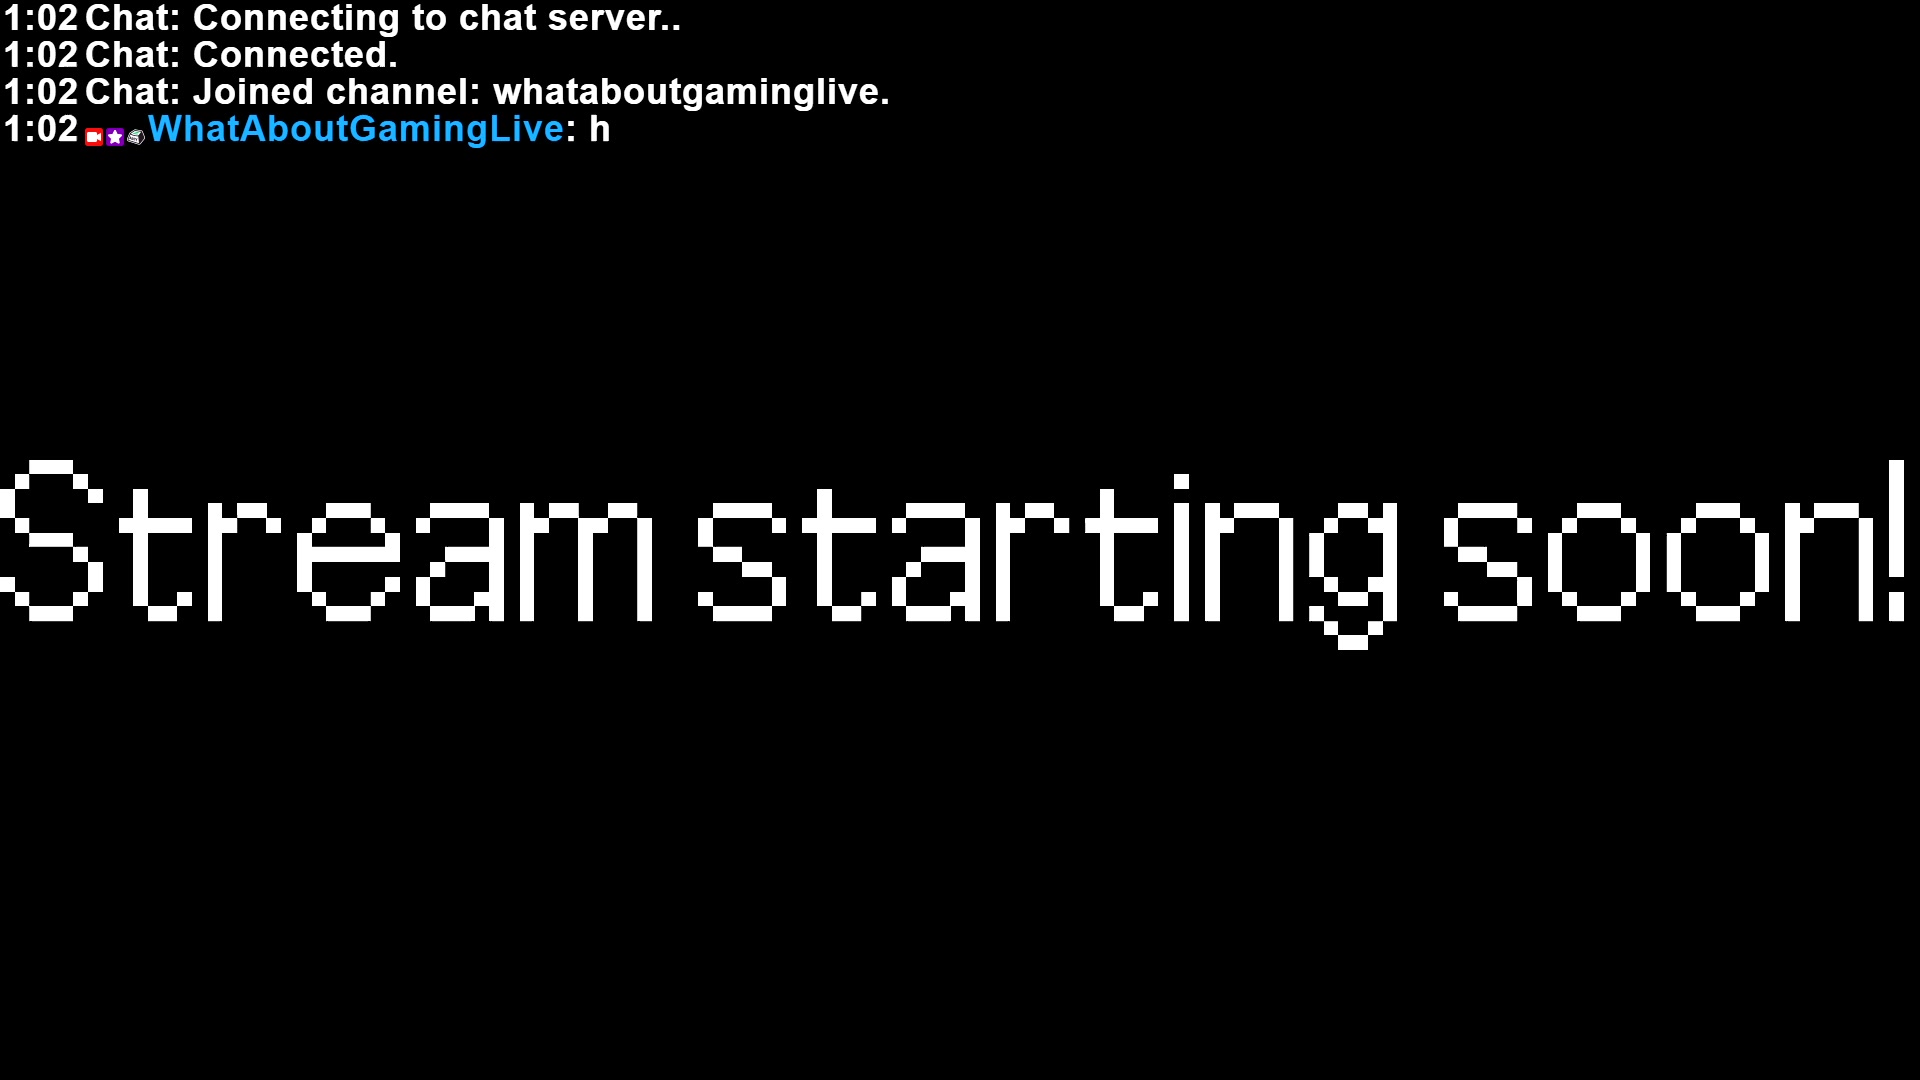 1:02 Chat: Connecting to chat server..
1:02 Chat: Connected.
1:02 Chat: Joined channel: whataboutgaminglive.
1:02 WhatAboutGamingLive: h
Stream starting soon!